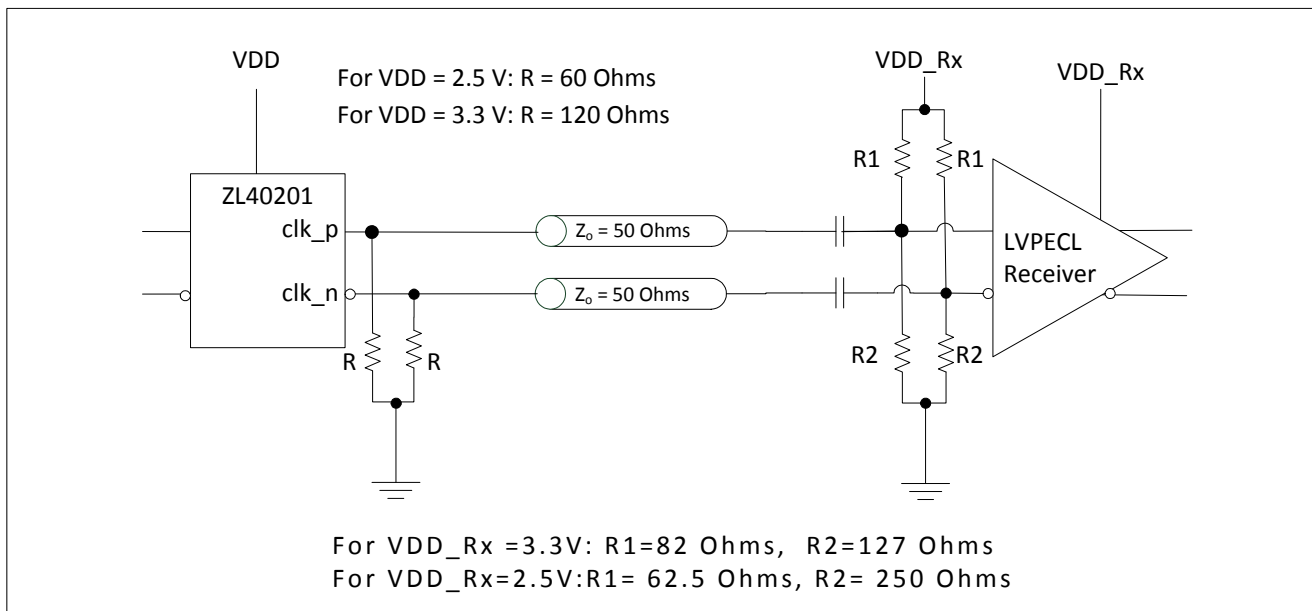 VDD
For VDD = 2.5 V: R = 60 Ohms
For VDD = 3.3 V: R = 120 Ohms
VDD_Rx
VDD_Rx
R1
R1
ZL40201
clk_p
Zo = 50 Ohms
LVPECL
Receiver
clk_n
Zo = 50 Ohms
R
R
R2
R2
For VDD_Rx =3.3V: R1=82 Ohms, R2=127 Ohms
For VDD_Rx=2.5V:R1= 62.5 Ohms, R2= 250 Ohms